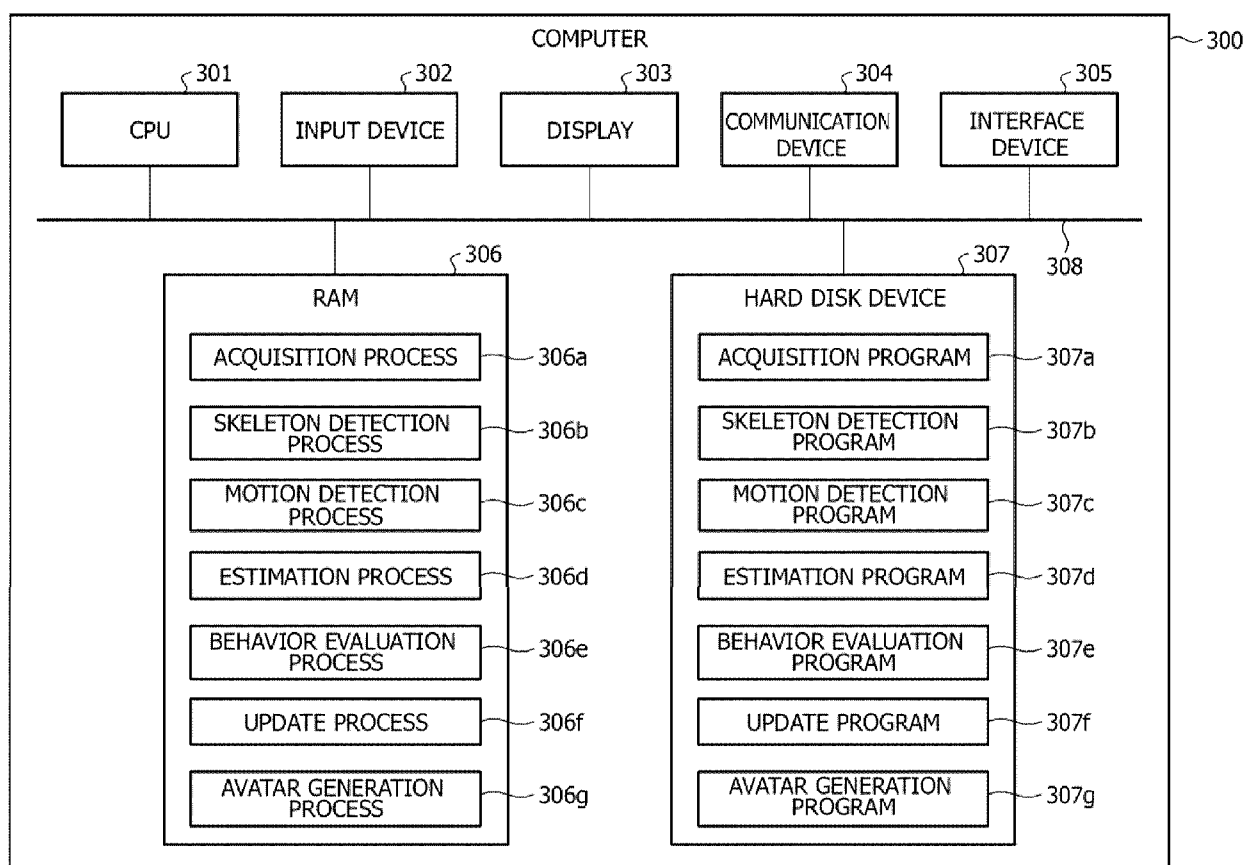 COMPUTER
300
301
302
303
304
305
CPU
INPUT DEVICE
DISPLAY
COMMUNICATION
DEVICE
INTERFACE
DEVICE
308
306
307
RAM
HARD DISK DEVICE
ACQUISITION PROCESS
306a
ACQUISITION PROGRAM
307a
SKELETON DETECTION
PROCESS
306b
SKELETON DETECTION
PROGRAM
307b
MOTION DETECTION
PROCESS
306c
MOTION DETECTION
PROGRAM
307c
ESTIMATION PROCESS
306d
ESTIMATION PROGRAM
307d
BEHAVIOR EVALUATION
PROCESS
306e
BEHAVIOR EVALUATION
PROGRAM
307e
UPDATE PROCESS
306f
UPDATE PROGRAM
307f
AVATAR GENERATION
PROCESS
306g
AVATAR GENERATION
PROGRAM
307g